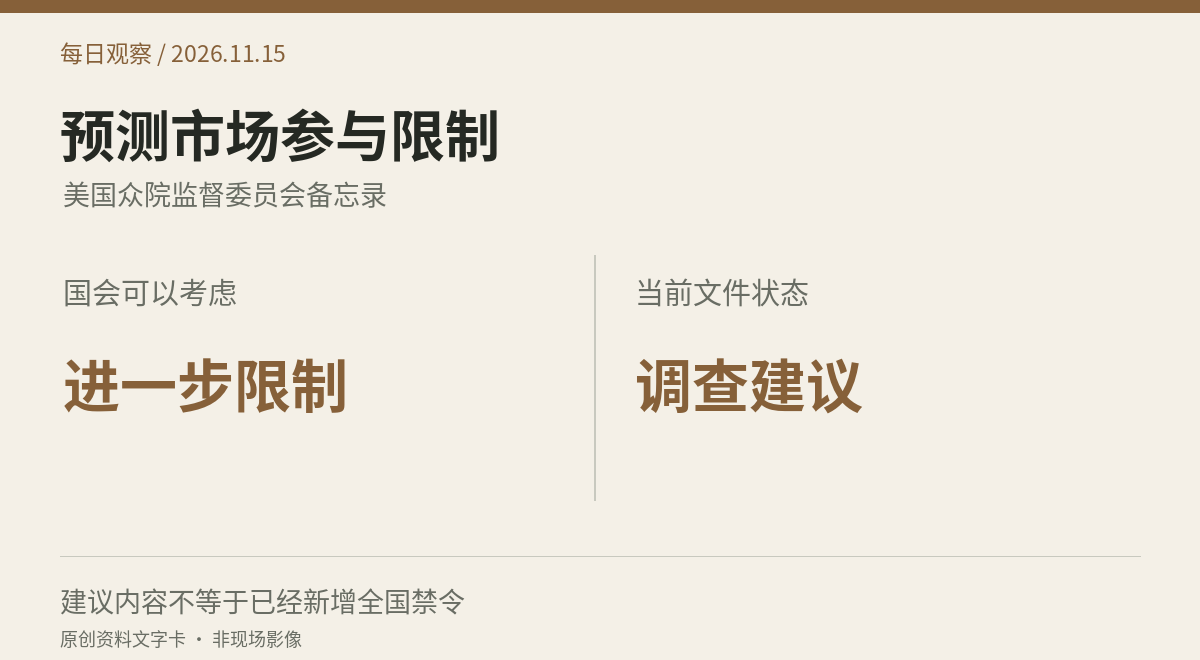 每日观察 / 2026.11.15
预测市场参与限制
美国众院监督委员会备忘录
国会可以考虑
进一步限制
当前文件状态
调查建议
建议内容不等于已经新增全国禁令
原创资料文字卡 · 非现场影像